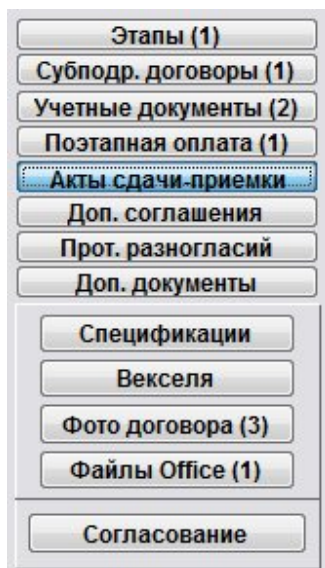 Этапы (1)
Субподр. договоры (1)
Учетные документы (2)
Поэтапная оплата (1)
Акты сдачи-приемки
Доп. соглашения
Прот. разногласий
Доп. документы
Спецификации
Векселя
Фото договора (3)
Файлы Office (1)
Согласование